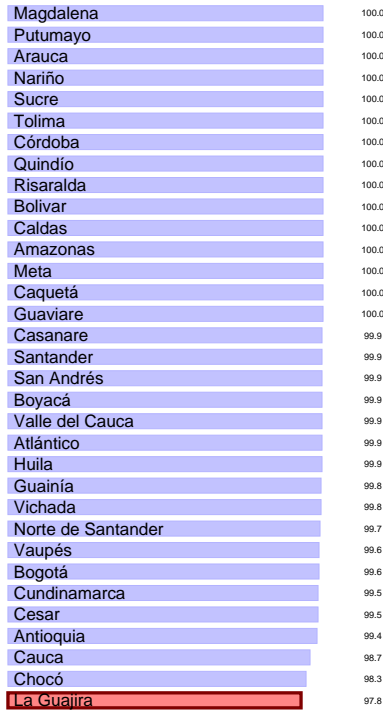 Magdalena 100.0
Putumayo 100.0
Arauca 100.0
Nariño 100.0
Sucre 100.0
Tolima 100.0
Córdoba 100.0
Quindío 100.0
Risaralda 100.0
Bolivar 100.0
Caldas 100.0
Amazonas 100.0
Meta 100.0
Caquetá 100.0
Guaviare 100.0
Casanare 99.9
Santander 99.9
San Andrés 99.9
Boyacá 99.9
Valle del Cauca 99.9
Atlántico 99.9
Huila 99.9
Guainía 99.8
Vichada 99.8
Norte de Santander 99.7
Vaupés 99.6
Bogotá 99.6
Cundinamarca 99.5
Cesar 99.5
Antioquia 99.4
Cauca 98.7
Chocó 98.3
La Guajira 97.8